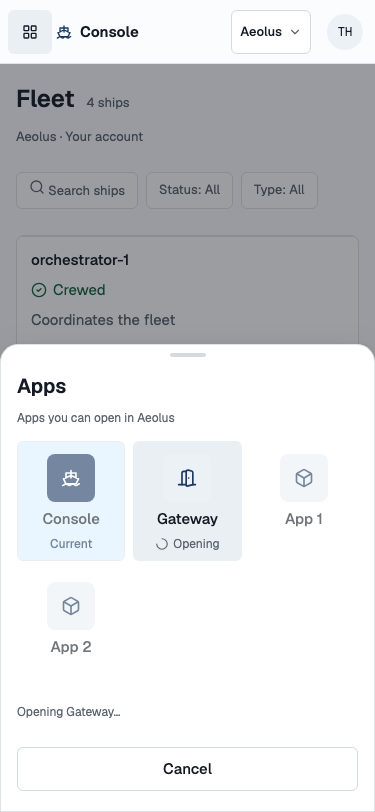 Console
Aeolus
TH
Fleet 4 ships
Aeolus · Your account
Search ships
Status: All
Type: All
orchestrator-1
Crewed
Coordinates the fleet
Apps
Apps you can open in Aeolus
Console
Current
Gateway
Opening
App 1
App 2
Opening Gateway…
Cancel